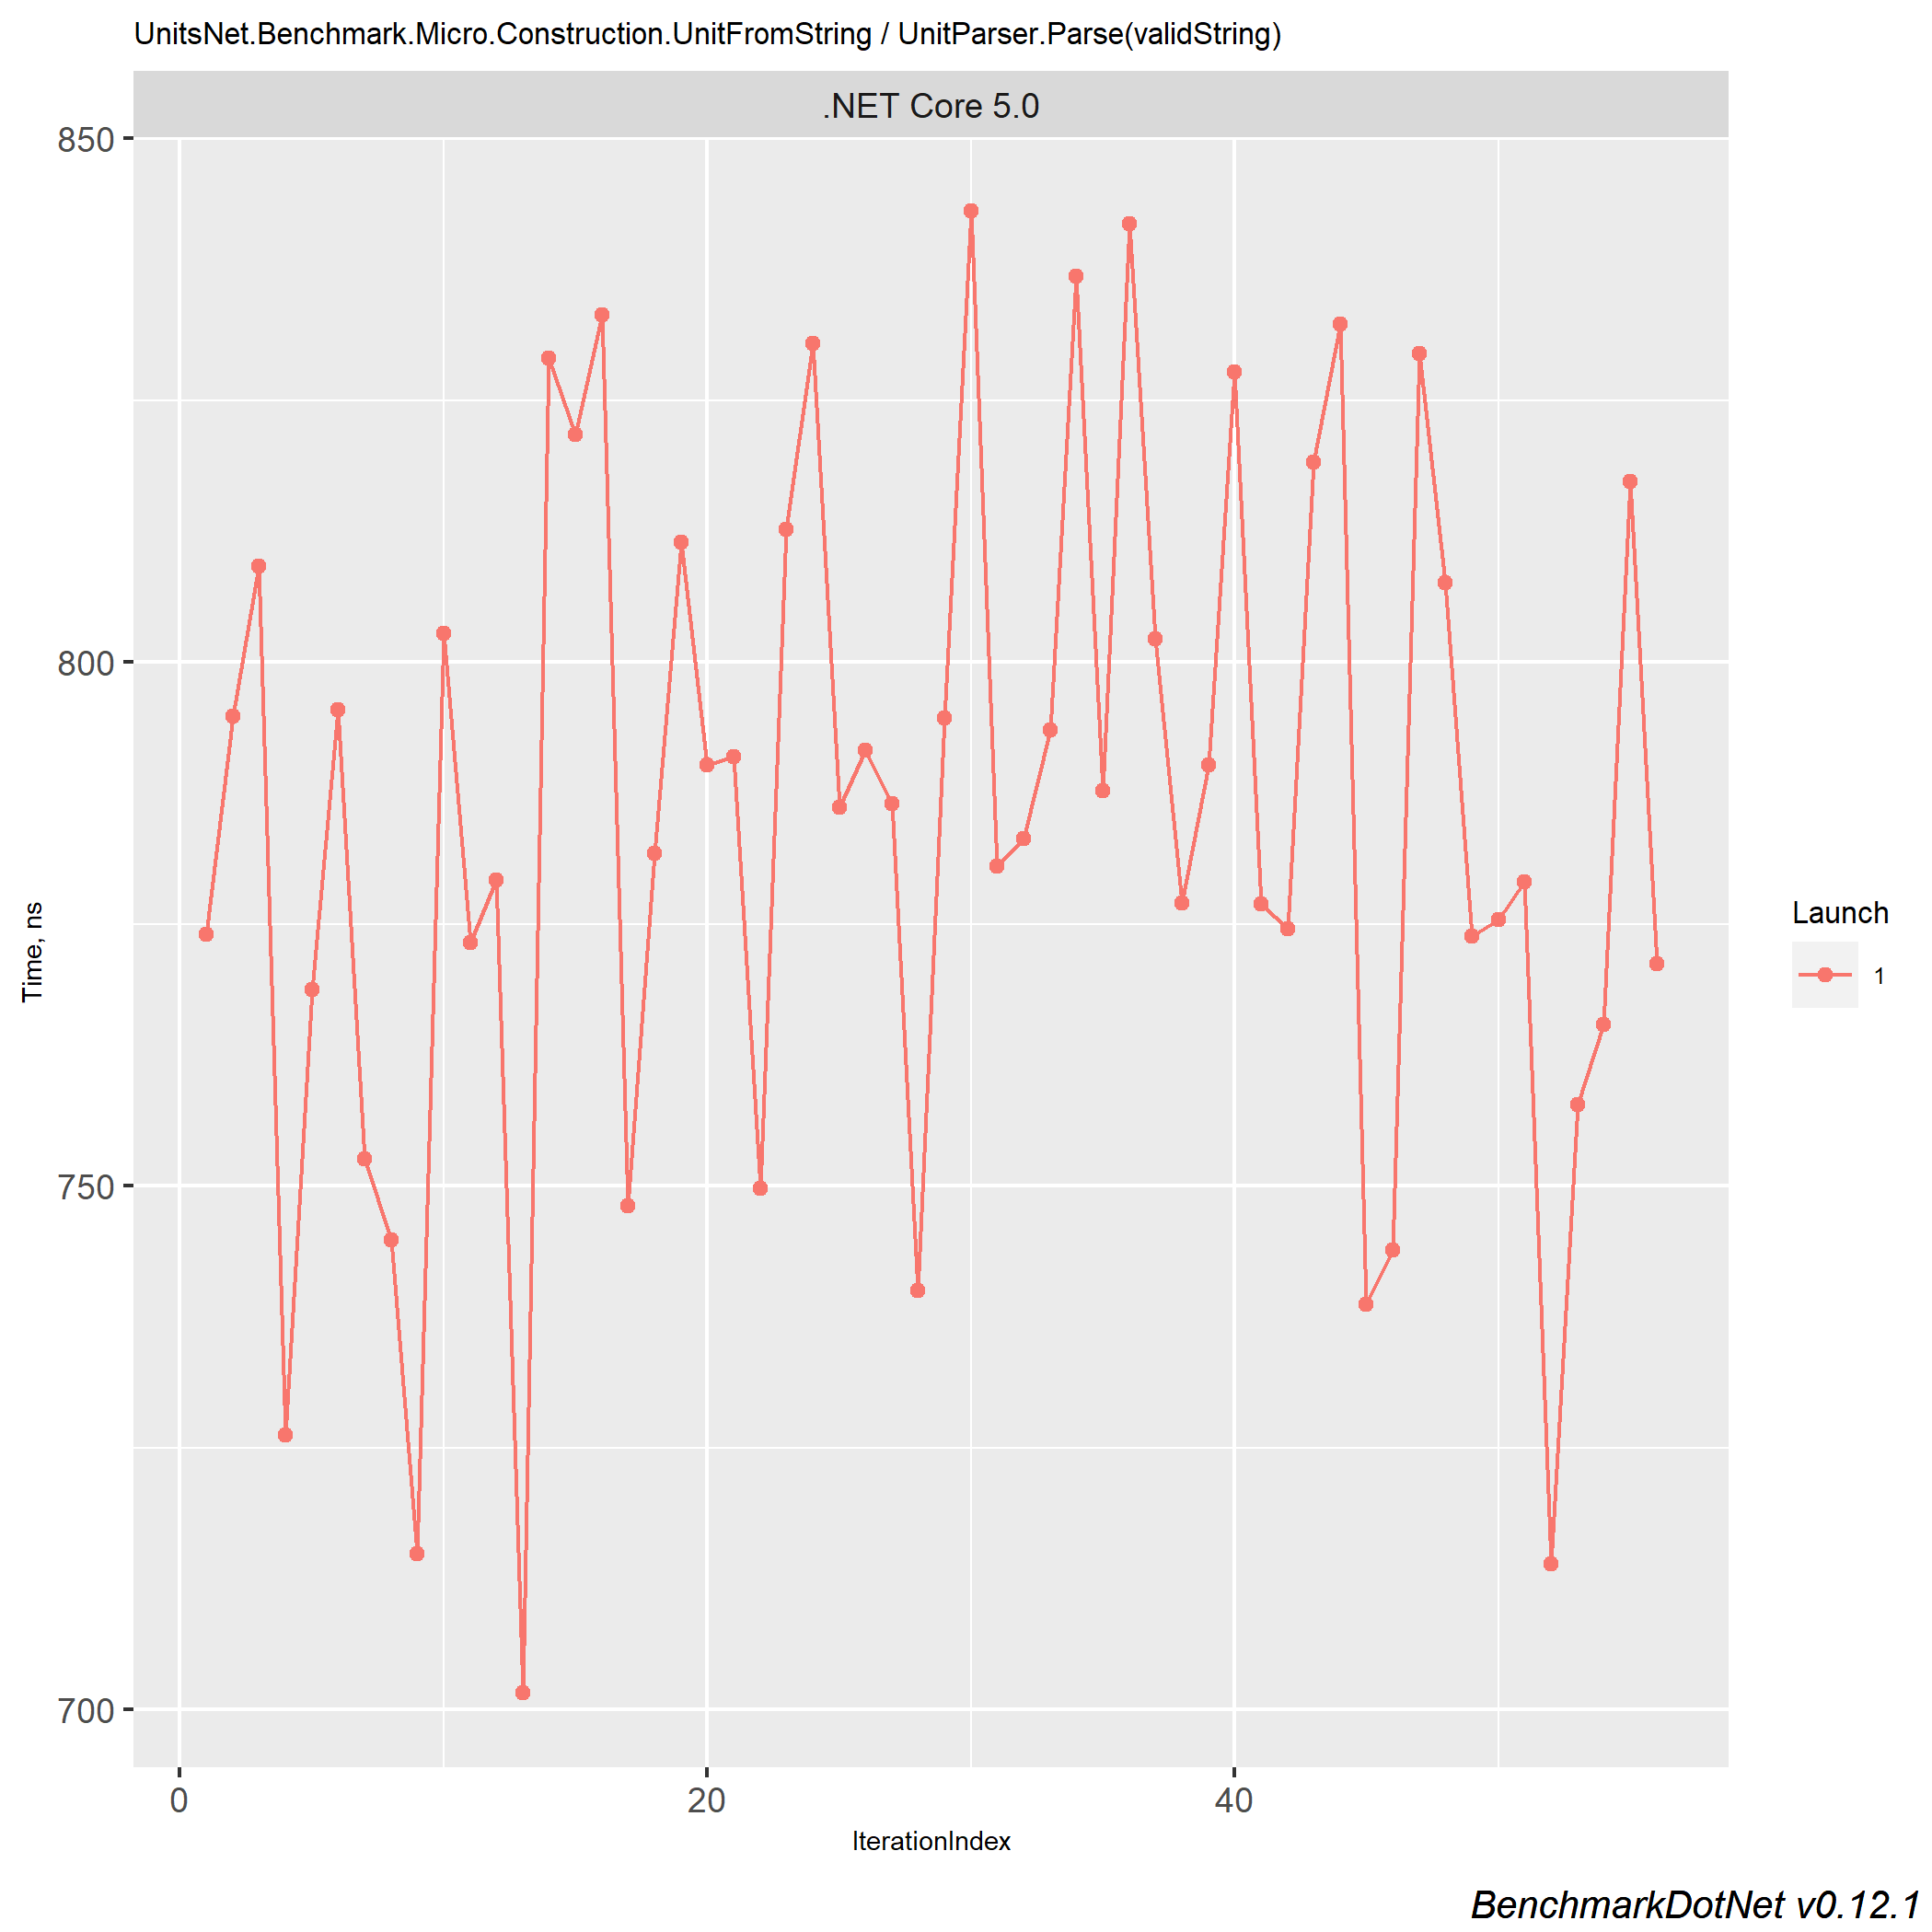 UnitsNet.Benchmark.Micro.Construction.UnitFromString / UnitParser.Parse(validString)
.NET Core 5.0
850
800
750
700
Time, ns
0 20 40
IterationIndex
Launch
1
BenchmarkDotNet v0.12.1